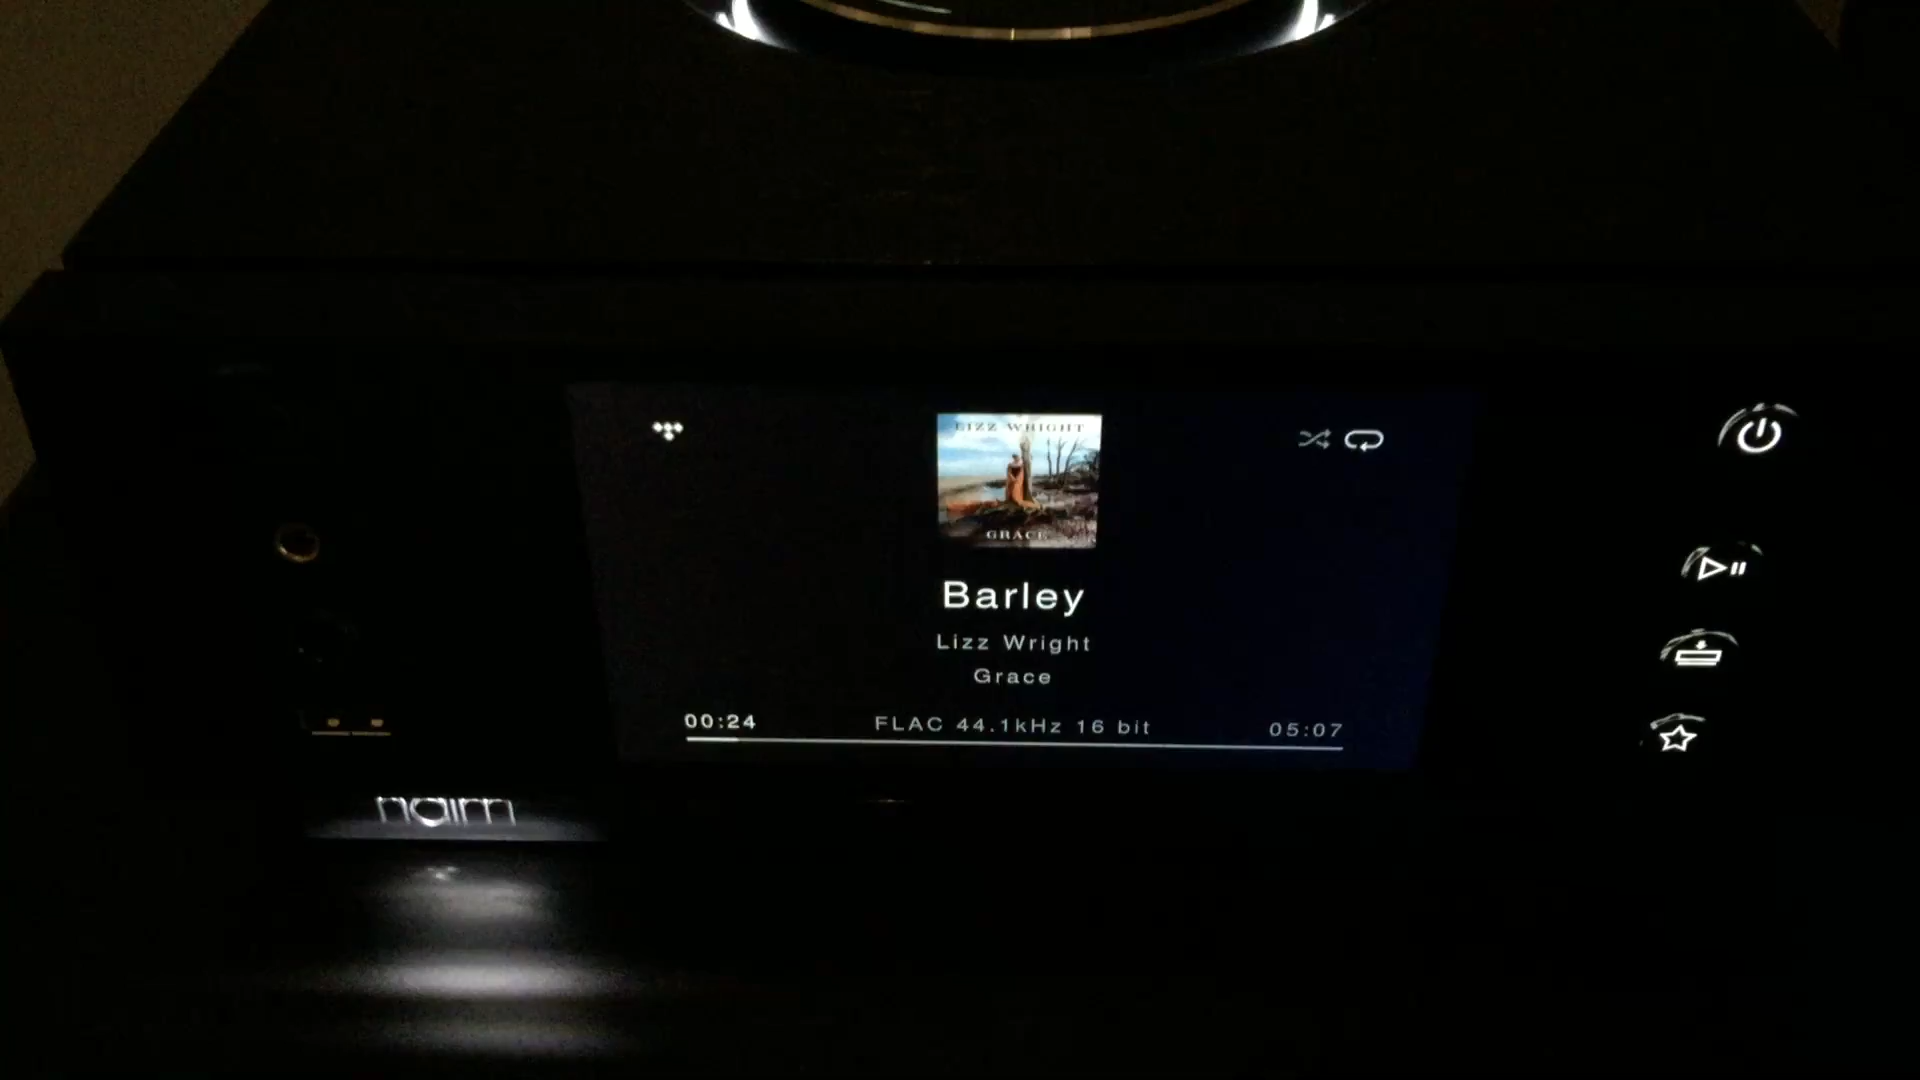 LIZZ WRIGHT
GRACE
Barley
Lizz Wright
Grace
00:24 FLAC 44.1kHz 16 bit 05:07
naim